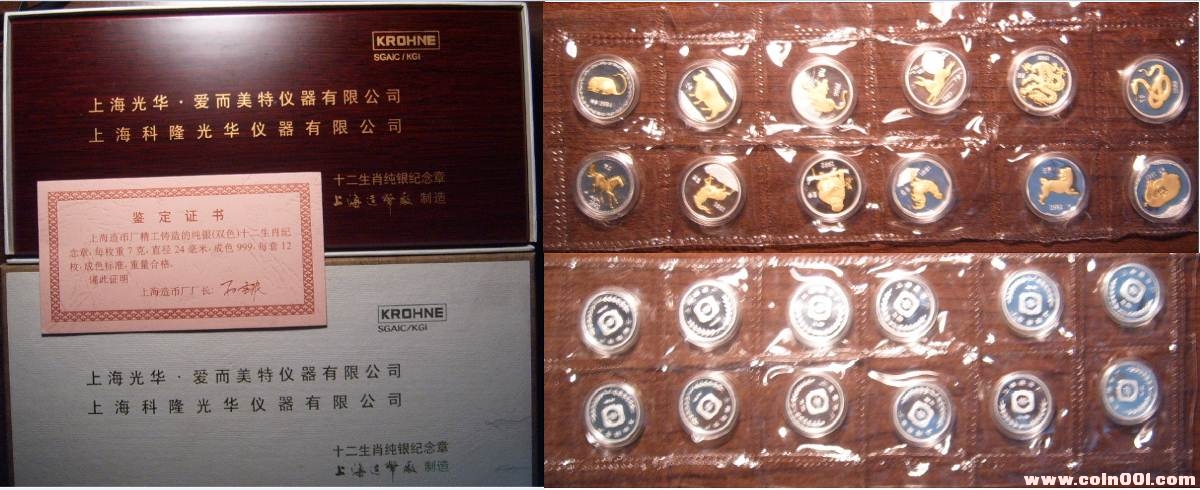 KROHNE
SGAIC/KGI
上海光华·爱而美特仪器有限公司
上海科隆光华仪器有限公司
十二生肖纯银纪念章
上海造币厂 制造
鉴定证书
上海造币厂精工铸造的纯银(双色)十二生肖纪
念章,每枚重7克,直径24毫米,成色999,每套12
枚,成色标准,重量合格。
谨此证明
上海造币厂厂长:
KROHNE
SGAIC/KGI
上海光华·爱而美特仪器有限公司
上海科隆光华仪器有限公司
十二生肖纯银纪念章
上海造币厂 制造
www.coin001.com